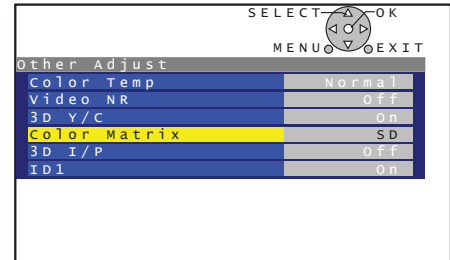 SELECT OK
MENU EXIT
Other Adjust
Color Temp Normal
Video NR Off
3D Y/C On
Color Matrix SD
3D I/P Off
ID1 On